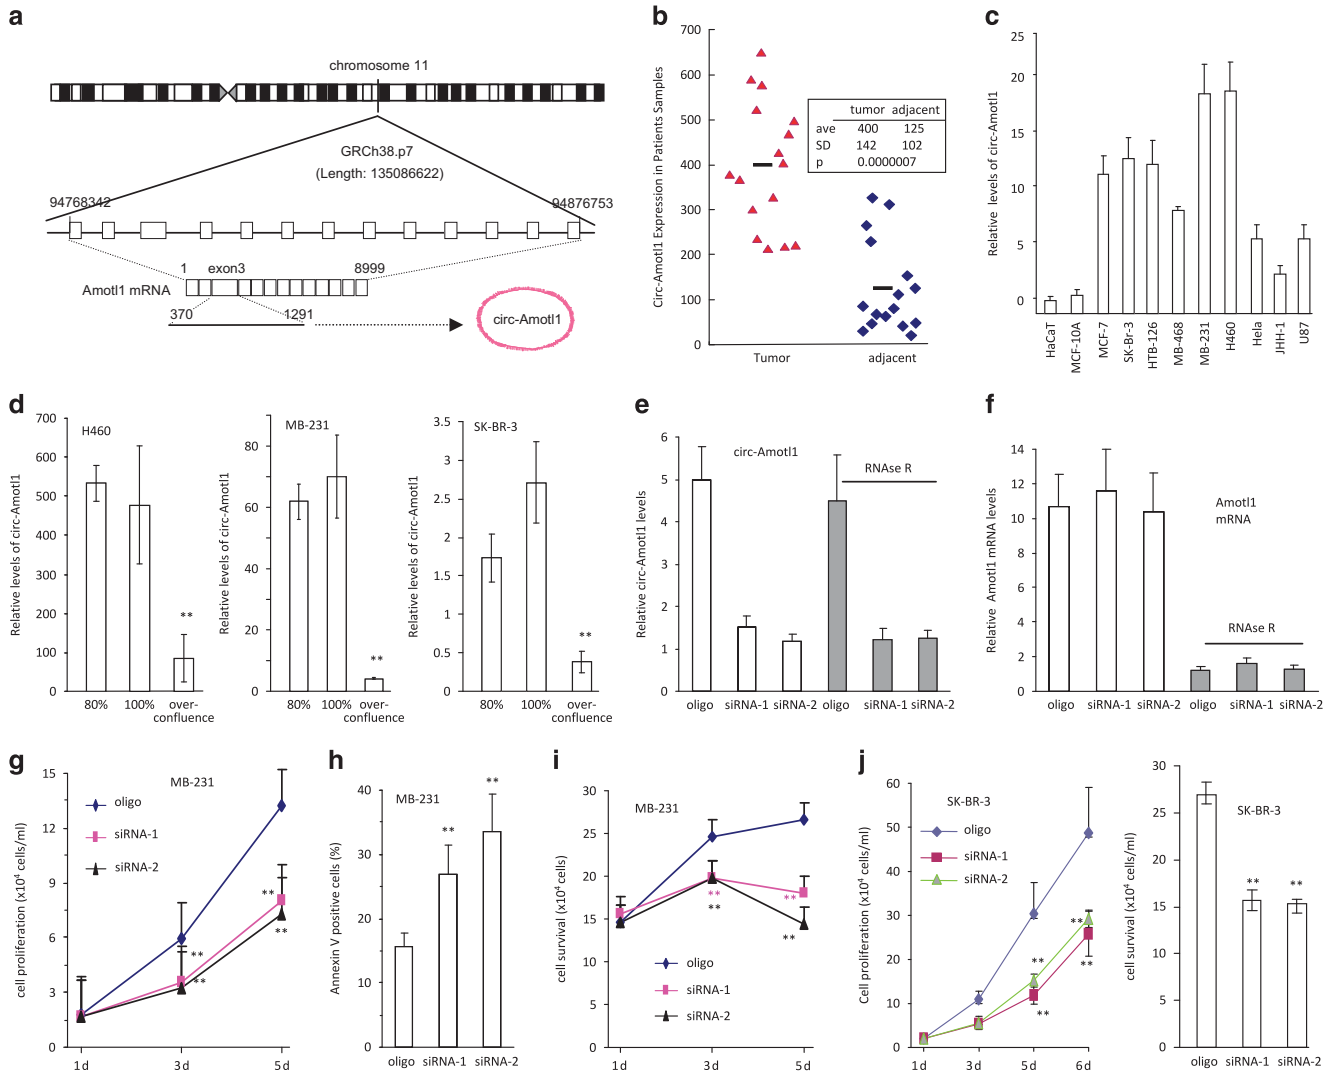 a
chromosome 11
GRCh38.p7
(Length: 135086622)
94768342
94876753
1
exon3
8999
Amotl1 mRNA
370
1291
circ-Amotl1
b
Circ-Amotl1 Expression in Patients Samples
700
600
500
400
300
200
100
0
tumor adjacent
ave 400 125
SD 142 102
p 0.0000007
Tumor
adjacent
c
Relative levels of circ-Amotl1
25
20
15
10
5
0
HaCaT
MCF-10A
MCF-7
SK-Br-3
HTB-126
MB-468
MB-231
H460
Hela
JHH-1
U87
d
Relative levels of circ-Amotl1
700
600
500
400
300
200
100
0
H460
**
80%
100%
over-
confluence
Relative levels of circ-Amotl1
80
60
40
20
0
MB-231
**
80%
100%
over-
confluence
Relative levels of circ-Amotl1
3.5
3
2.5
2
1.5
1
0.5
0
SK-BR-3
**
80%
100%
over-
confluence
e
Relative circ-Amotl1 levels
6
5
4
3
2
1
0
circ-Amotl1
RNAse R
oligo siRNA-1 siRNA-2 oligo siRNA-1 siRNA-2
f
Relative Amotl1 mRNA levels
14
12
10
8
6
4
2
0
Amotl1
mRNA
RNAse R
oligo siRNA-1 siRNA-2 oligo siRNA-1 siRNA-2
g
cell proliferation (x10⁴ cells/ml)
15
12
9
6
3
0
MB-231
oligo
siRNA-1
siRNA-2
**
**
**
**
1d
3d
5d
h
Annexin V positive cells (%)
40
30
20
10
0
MB-231
**
**
oligo siRNA-1 siRNA-2
i
cell survival (x10⁴ cells)
30
25
20
15
10
5
0
MB-231
**
**
**
**
oligo
siRNA-1
siRNA-2
1d
3d
5d
j
Cell proliferation (x10⁴ cells/ml)
60
50
40
30
20
10
0
SK-BR-3
oligo
siRNA-1
siRNA-2
**
**
**
**
1d
3d
5d
6d
cell survival (x10⁴ cells/ml)
30
25
20
15
10
5
0
SK-BR-3
**
**
oligo siRNA-1 siRNA-2